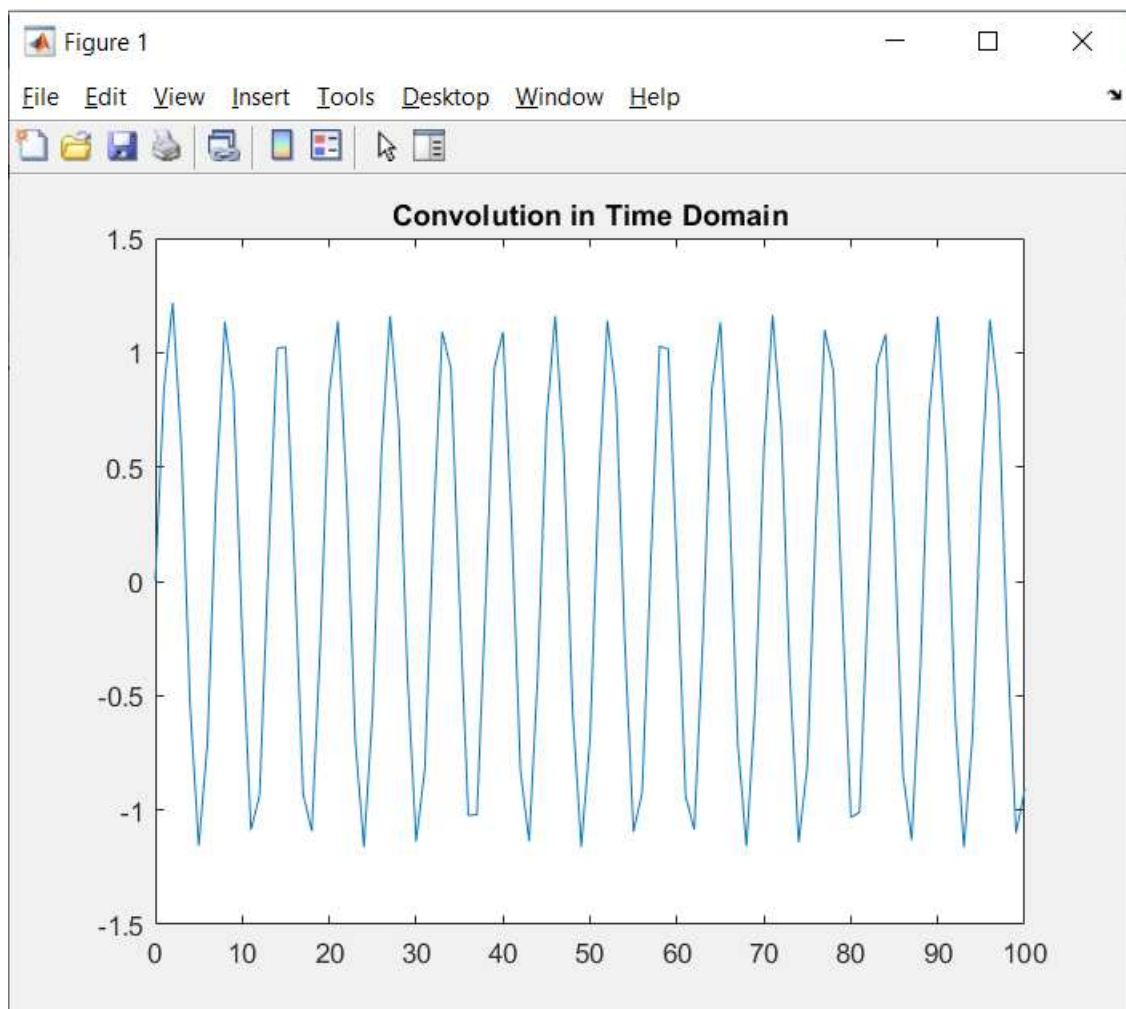 Figure 1
File Edit View Insert Tools Desktop Window Help
Convolution in Time Domain
1.5
1
0.5
0
-0.5
-1
-1.5
0 10 20 30 40 50 60 70 80 90 100